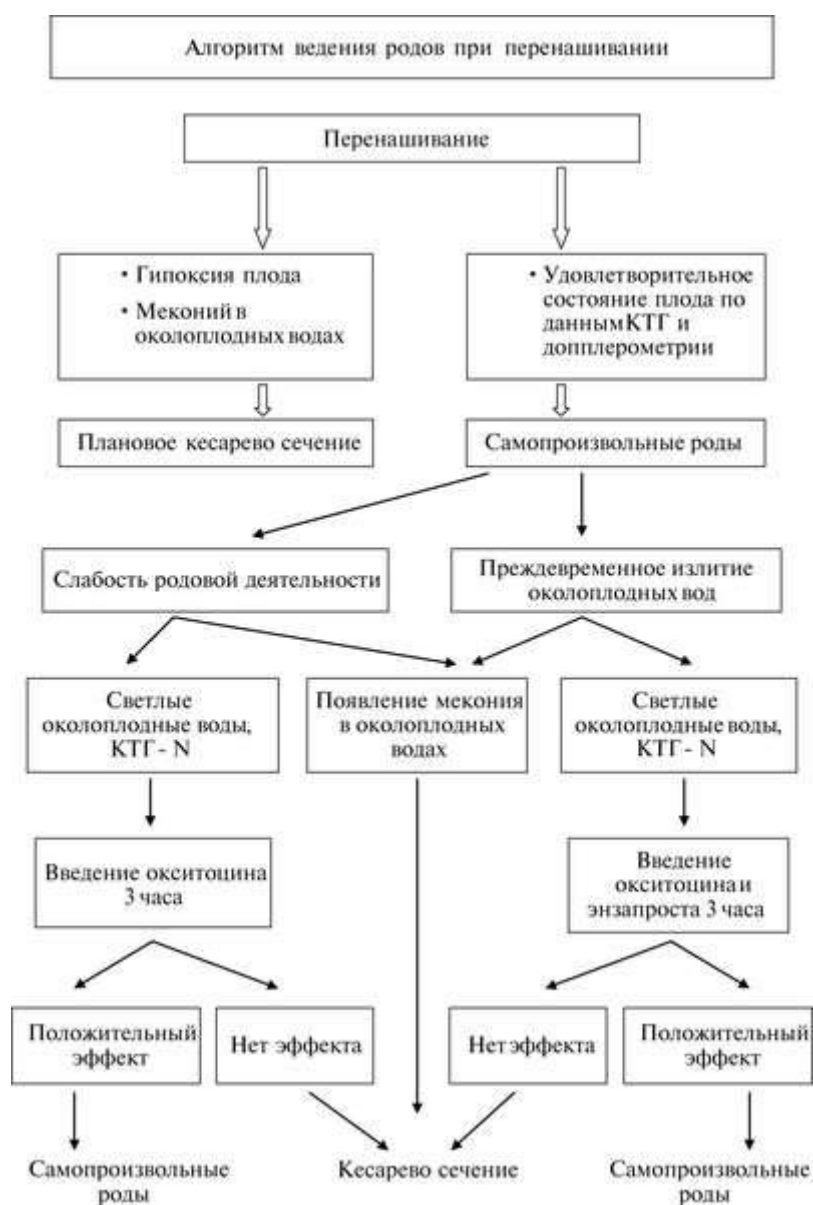 Алгоритм ведения родов при перенашивании
Перенашивание
• Гипоксия плода
• Меконий в
околоплодных водах
• Удовлетворительное
состояние плода по
данным КТГ и
допплерометрии
Плановое кесарево сечение
Самопроизвольные роды
Слабость родовой деятельности
Преждевременное излитие
околоплодных вод
Светлые
околоплодные воды,
КТГ - N
Появление мекония
в околоплодных
водах
Светлые
околоплодные воды,
КТГ - N
Введение окситоцина
3 часа
Введение
окситоцина и
энзапроста 3 часа
Положительный
эффект
Нет эффекта
Нет эффекта
Положительный
эффект
Самопроизвольные
роды
Кесарево сечение
Самопроизвольные
роды